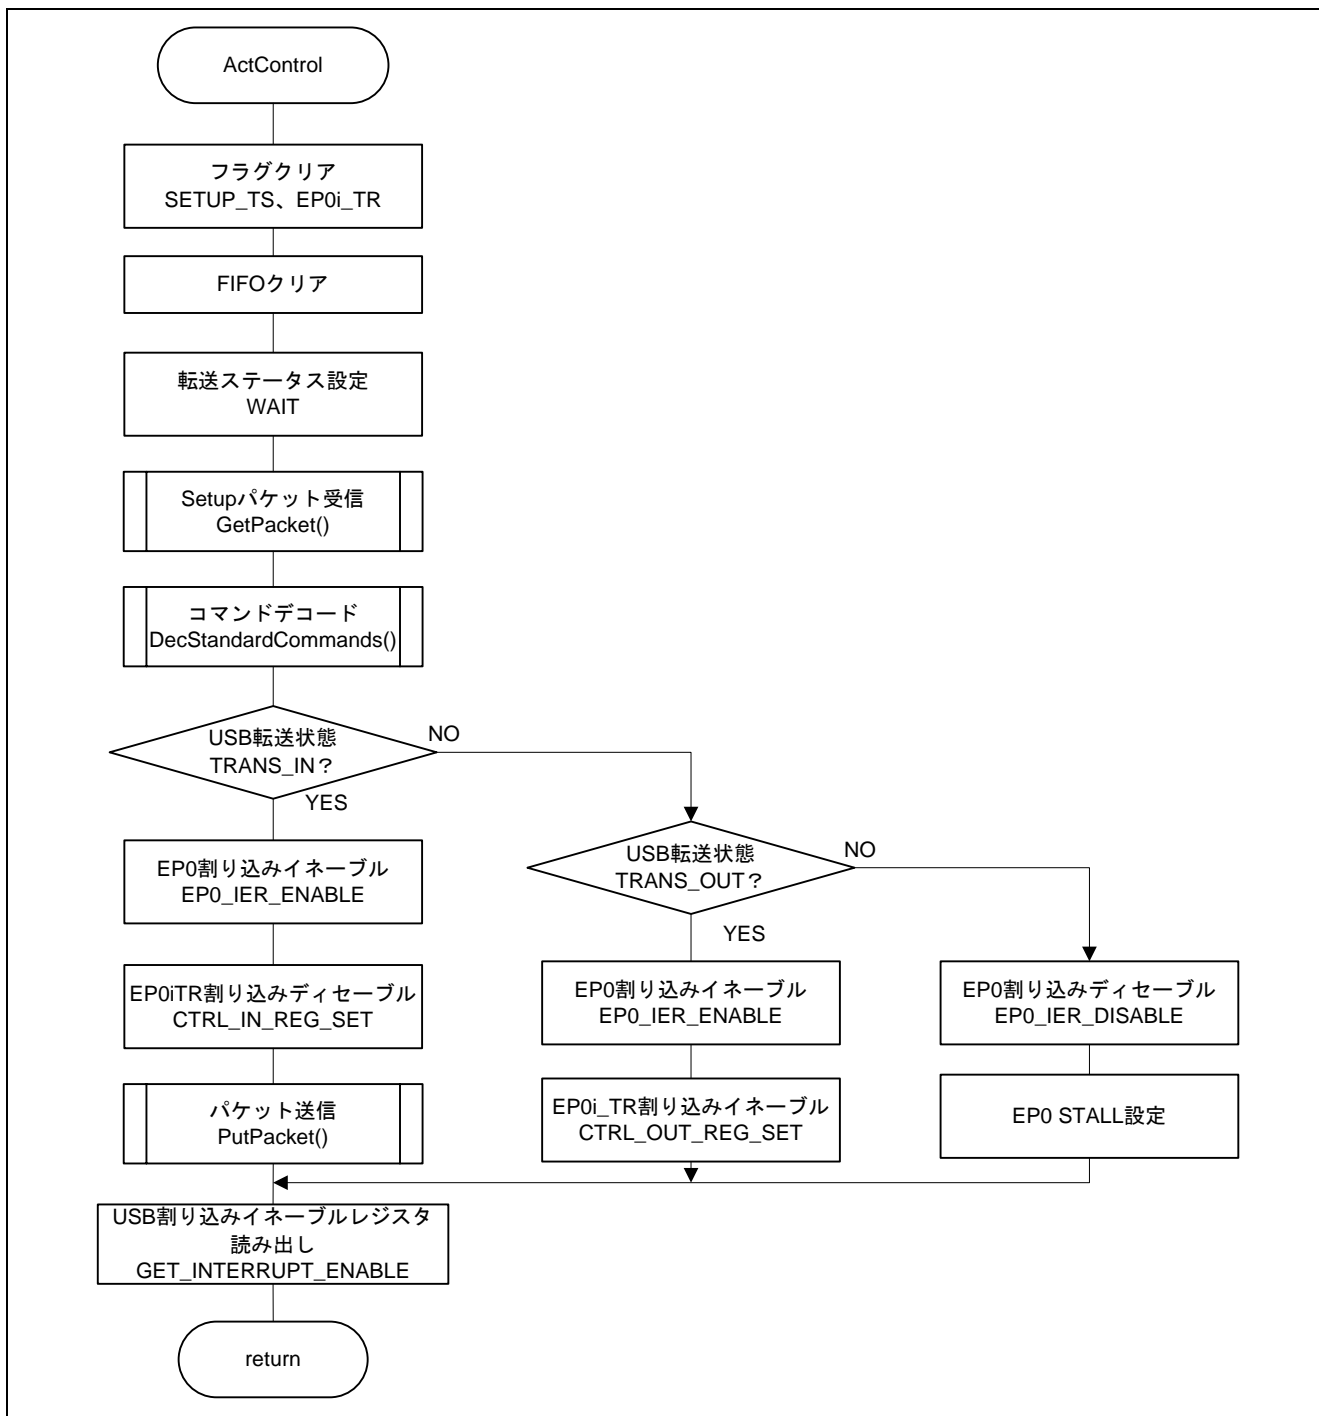 ActControl
フラグクリア
SETUP_TS、EP0i_TR
FIFOクリア
転送ステータス設定
WAIT
Setupパケット受信
GetPacket()
コマンドデコード
DecStandardCommands()
USB転送状態
TRANS_IN？
NO
YES
EP0割り込みイネーブル
EP0_IER_ENABLE
EP0iTR割り込みディセーブル
CTRL_IN_REG_SET
パケット送信
PutPacket()
USB転送状態
TRANS_OUT？
NO
YES
EP0割り込みイネーブル
EP0_IER_ENABLE
EP0i_TR割り込みイネーブル
CTRL_OUT_REG_SET
EP0割り込みディセーブル
EP0_IER_DISABLE
EP0 STALL設定
USB割り込みイネーブルレジスタ
読み出し
GET_INTERRUPT_ENABLE
return